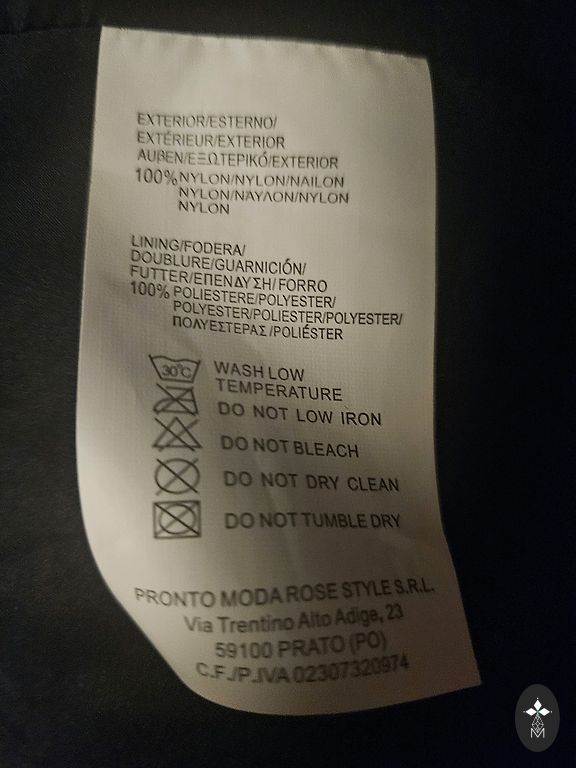 EXTERIOR/ESTERNO/
EXTÉRIEUR/EXTERIOR
AUBEN/ΕΞΩΤΕΡΙΚÓ/EXTERIOR
100% NYLON/NYLON/NAILON
NYLON/ΝΑΥΛΟΝ/NYLON
NYLON
LINING/FODERA/
DOUBLURE/GUARNICIÓN/
FUTTER/ΕΠΕΝΔΥΣΗ/FORRO
100% POLIESTERE/POLYESTER/
POLYESTER/POLIESTER/POLYESTER/
ΠΟΛΥΕΣΤΕΡΑΣ/POLIÉSTER
30°C WASH LOW
TEMPERATURE
DO NOT LOW IRON
DO NOT BLEACH
DO NOT DRY CLEAN
DO NOT TUMBLE DRY
PRONTO MODA ROSE STYLE S.R.L.
Via Trentino Alto Adige, 23
59100 PRATO (PO)
C.F./P.IVA 02307320974
M